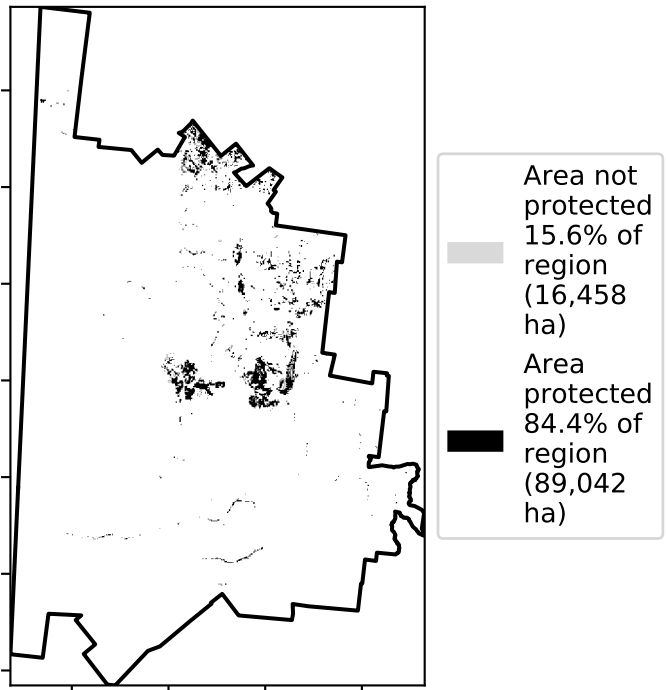 Area not
protected
15.6% of
region
(16,458
ha)
Area
protected
84.4% of
region
(89,042
ha)